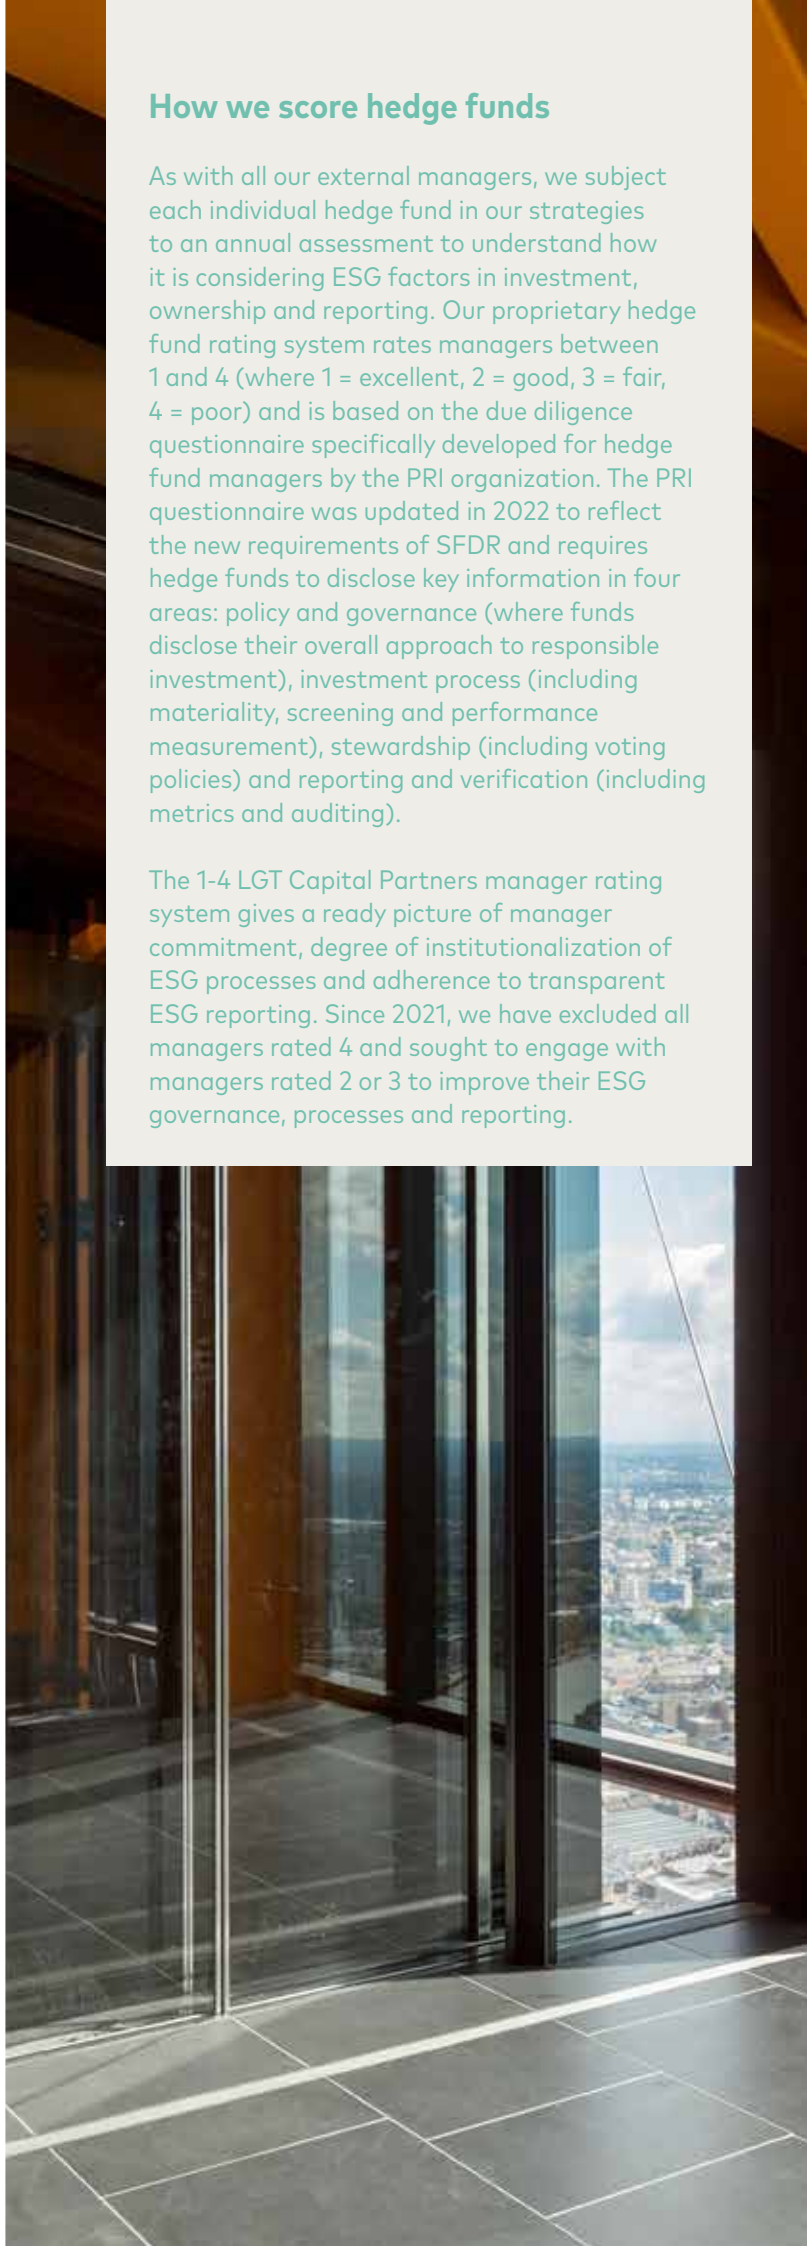 How we score hedge funds
As with all our external managers, we subject
each individual hedge fund in our strategies
to an annual assessment to understand how
it is considering ESG factors in investment,
ownership and reporting. Our proprietary hedge
fund rating system rates managers between
1 and 4 (where 1 = excellent, 2 = good, 3 = fair,
4 = poor) and is based on the due diligence
questionnaire specifically developed for hedge
fund managers by the PRI organization. The PRI
questionnaire was updated in 2022 to reflect
the new requirements of SFDR and requires
hedge funds to disclose key information in four
areas: policy and governance (where funds
disclose their overall approach to responsible
investment), investment process (including
materiality, screening and performance
measurement), stewardship (including voting
policies) and reporting and verification (including
metrics and auditing).
The 1-4 LGT Capital Partners manager rating
system gives a ready picture of manager
commitment, degree of institutionalization of
ESG processes and adherence to transparent
ESG reporting. Since 2021, we have excluded all
managers rated 4 and sought to engage with
managers rated 2 or 3 to improve their ESG
governance, processes and reporting.